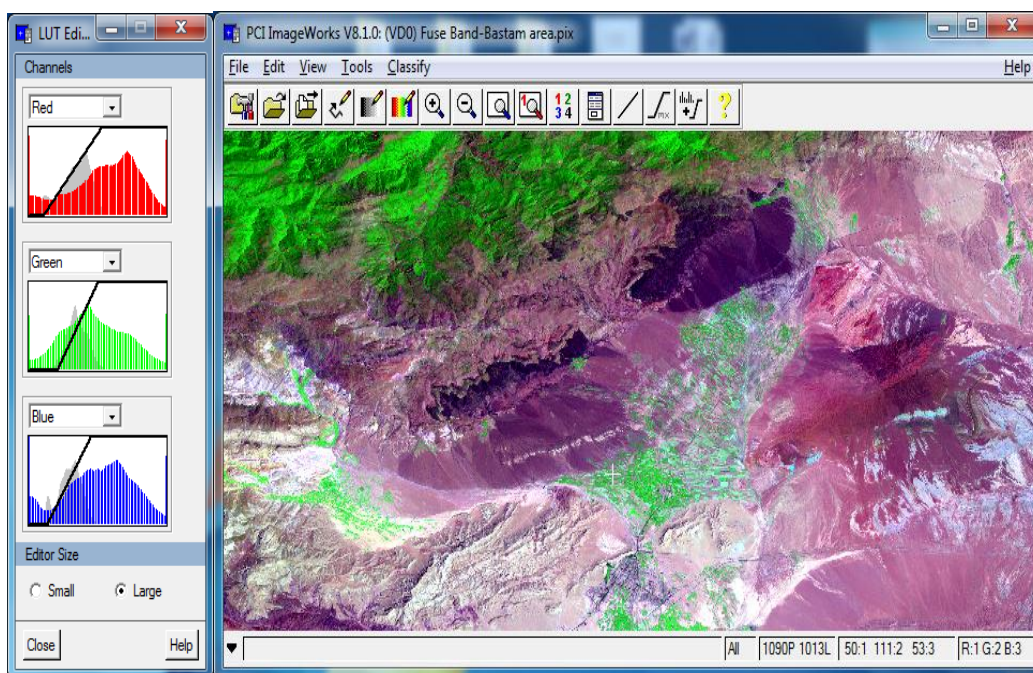 LUT Edi...
Channels
Red
Green
Blue
Editor Size
Small Large
Close Help
PCI ImageWorks V8.1.0: (VD0) Fuse Band-Bastam area.pix
File Edit View Tools Classify Help
1 2
3 4
FIX
?
All 1090P 1013L 50:1 111:2 53:3 R:1 G:2 B:3